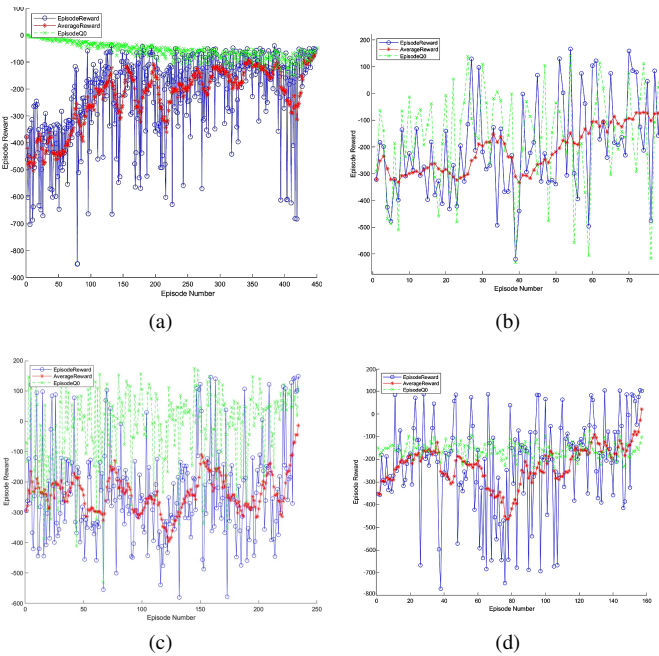 100
0
-100
-200
-300
-400
-500
-600
-700
-800
-900
Episode Reward
EpisodeReward
AverageReward
EpisodeQ0
0 50 100 150 200 250 300 350 400 450
Episode Number
(a)
200
100
0
-100
-200
-300
-400
-500
-600
Episode Reward
EpisodeReward
EpisodeQ0
AverageReward
0 10 20 30 40 50 60 70
Episode Number
(b)
200
100
0
-100
-200
-300
-400
-500
-600
Episode Reward
EpisodeReward
AverageReward
EpisodeQ0
0 50 100 150 200 250
Episode Number
(c)
200
100
0
-100
-200
-300
-400
-500
-600
-700
-800
Episode Reward
EpisodeReward
AverageReward
EpisodeQ0
0 20 40 60 80 100 120 140 160
Episode Number
(d)